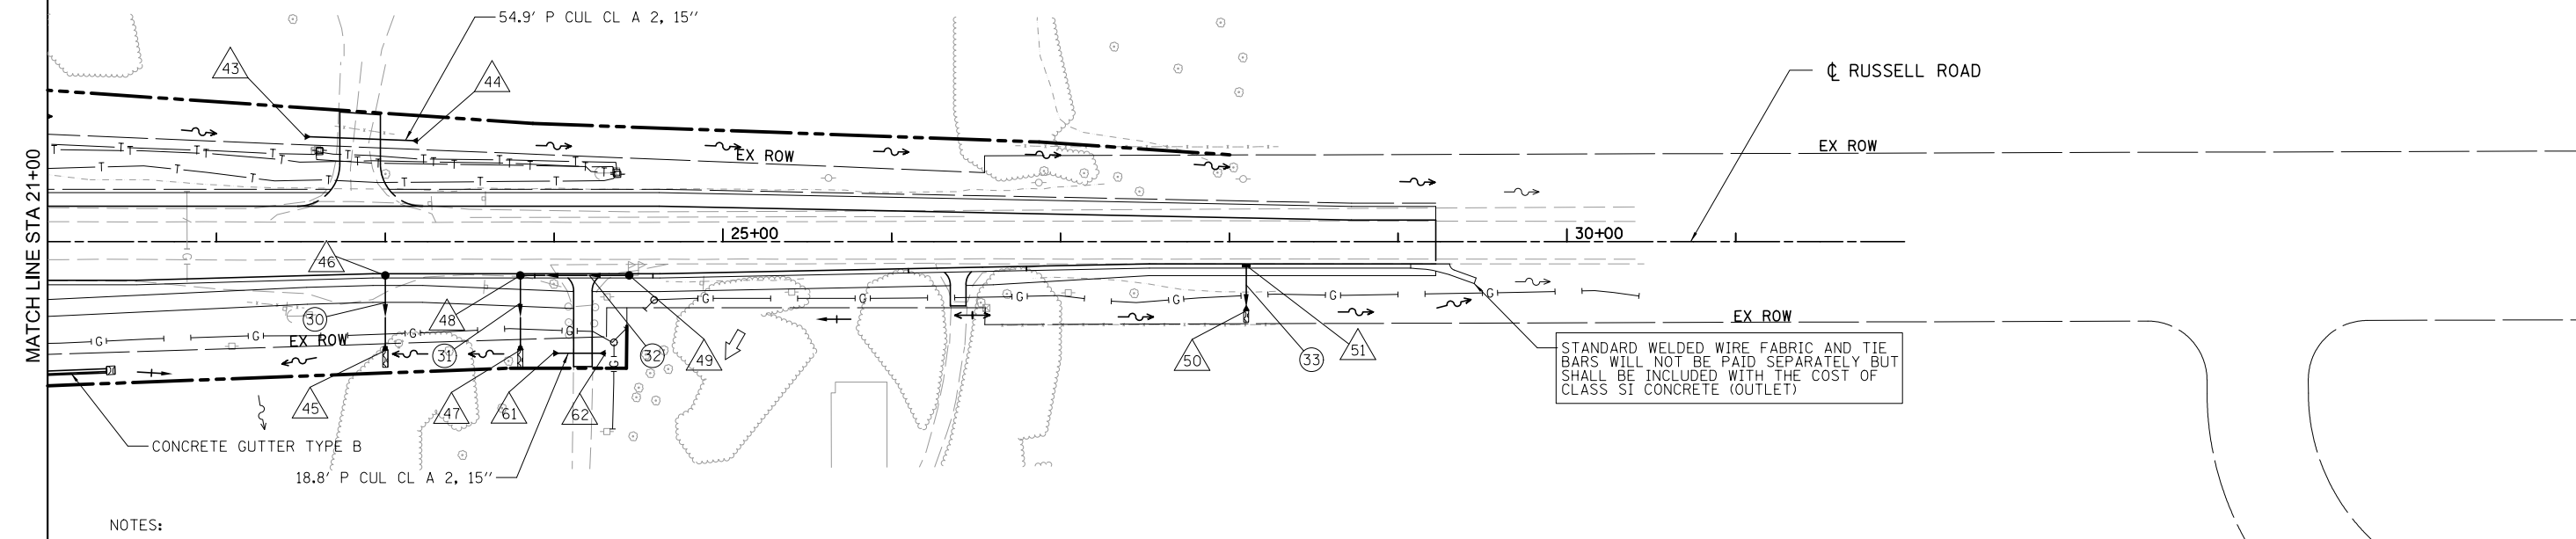 54.9' P CUL CL A 2, 15"
43
44
℄ RUSSELL ROAD
EX ROW
EX ROW
T T T T T T T T T T T T T
T T T T T T T T
MATCH LINE STA 21+00
25+00
30+00
46
G G G G G G
30
48
G G G
EX ROW
EX ROW
31
32
49
50
33
51
STANDARD WELDED WIRE FABRIC AND TIE
BARS WILL NOT BE PAID SEPARATELY BUT
SHALL BE INCLUDED WITH THE COST OF
CLASS SI CONCRETE (OUTLET)
G
45
47
61
62
CONCRETE GUTTER TYPE B
18.8' P CUL CL A 2, 15"
NOTES: